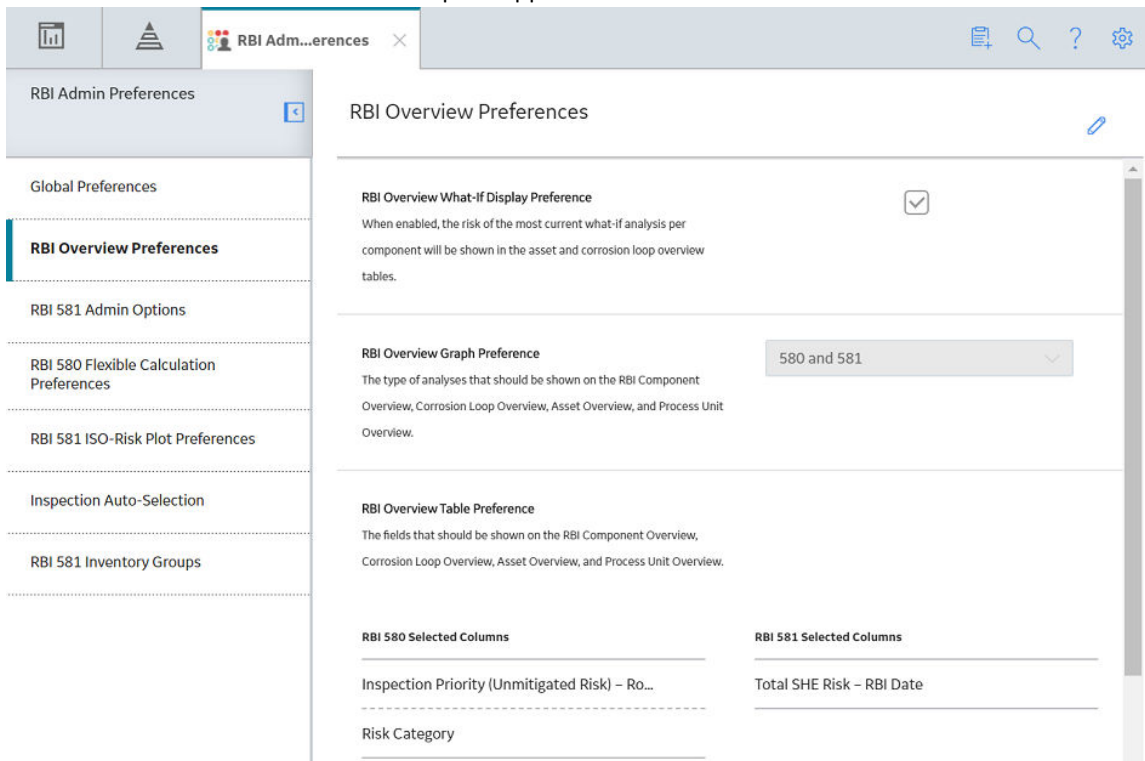 RBI Adm...erences
RBI Admin Preferences
Global Preferences
RBI Overview Preferences
RBI 581 Admin Options
RBI 580 Flexible Calculation
Preferences
RBI 581 ISO-Risk Plot Preferences
Inspection Auto-Selection
RBI 581 Inventory Groups
RBI Overview Preferences
RBI Overview What-If Display Preference
When enabled, the risk of the most current what-if analysis per
component will be shown in the asset and corrosion loop overview
tables.
RBI Overview Graph Preference
580 and 581
The type of analyses that should be shown on the RBI Component
Overview, Corrosion Loop Overview, Asset Overview, and Process Unit
Overview.
RBI Overview Table Preference
The fields that should be shown on the RBI Component Overview,
Corrosion Loop Overview, Asset Overview, and Process Unit Overview.
RBI 580 Selected Columns
Inspection Priority (Unmitigated Risk) – Ro...
Risk Category
RBI 581 Selected Columns
Total SHE Risk – RBI Date